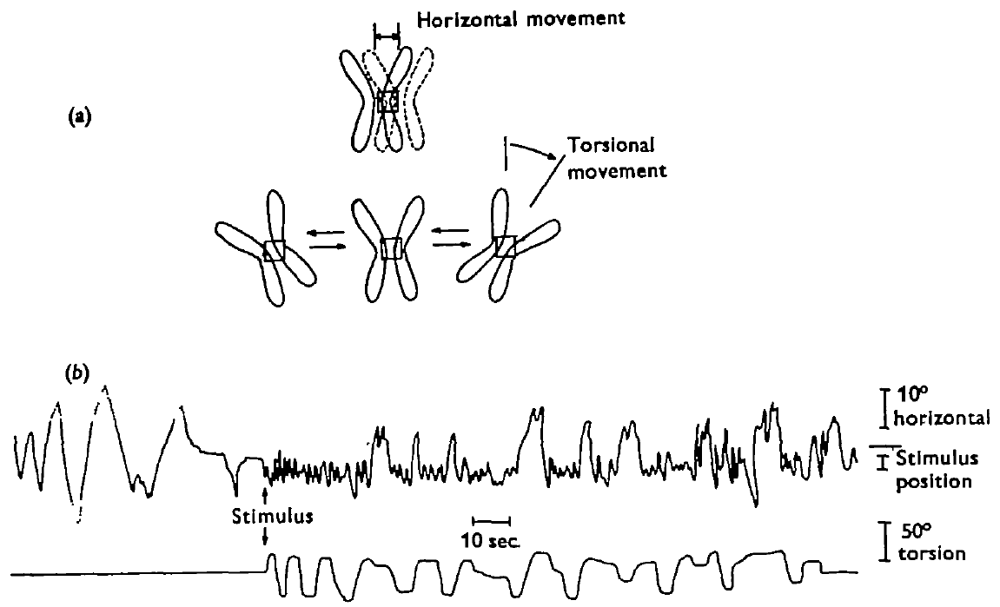 Horizontal movement
(a)
Torsional
movement
(b)
10°
horizontal
Stimulus
position
Stimulus
10 sec.
50°
torsion